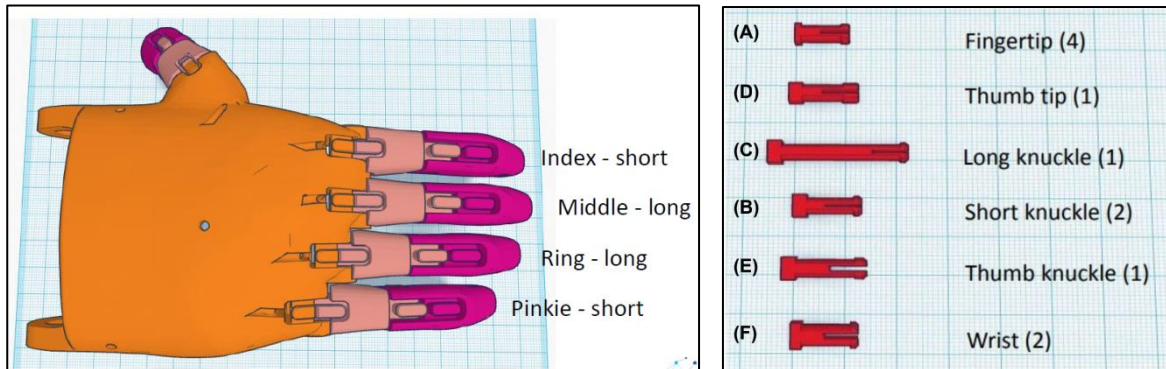 Index - short
Middle - long
Ring - long
Pinkie - short
(A) Fingertip (4)
(D) Thumb tip (1)
(C) Long knuckle (1)
(B) Short knuckle (2)
(E) Thumb knuckle (1)
(F) Wrist (2)